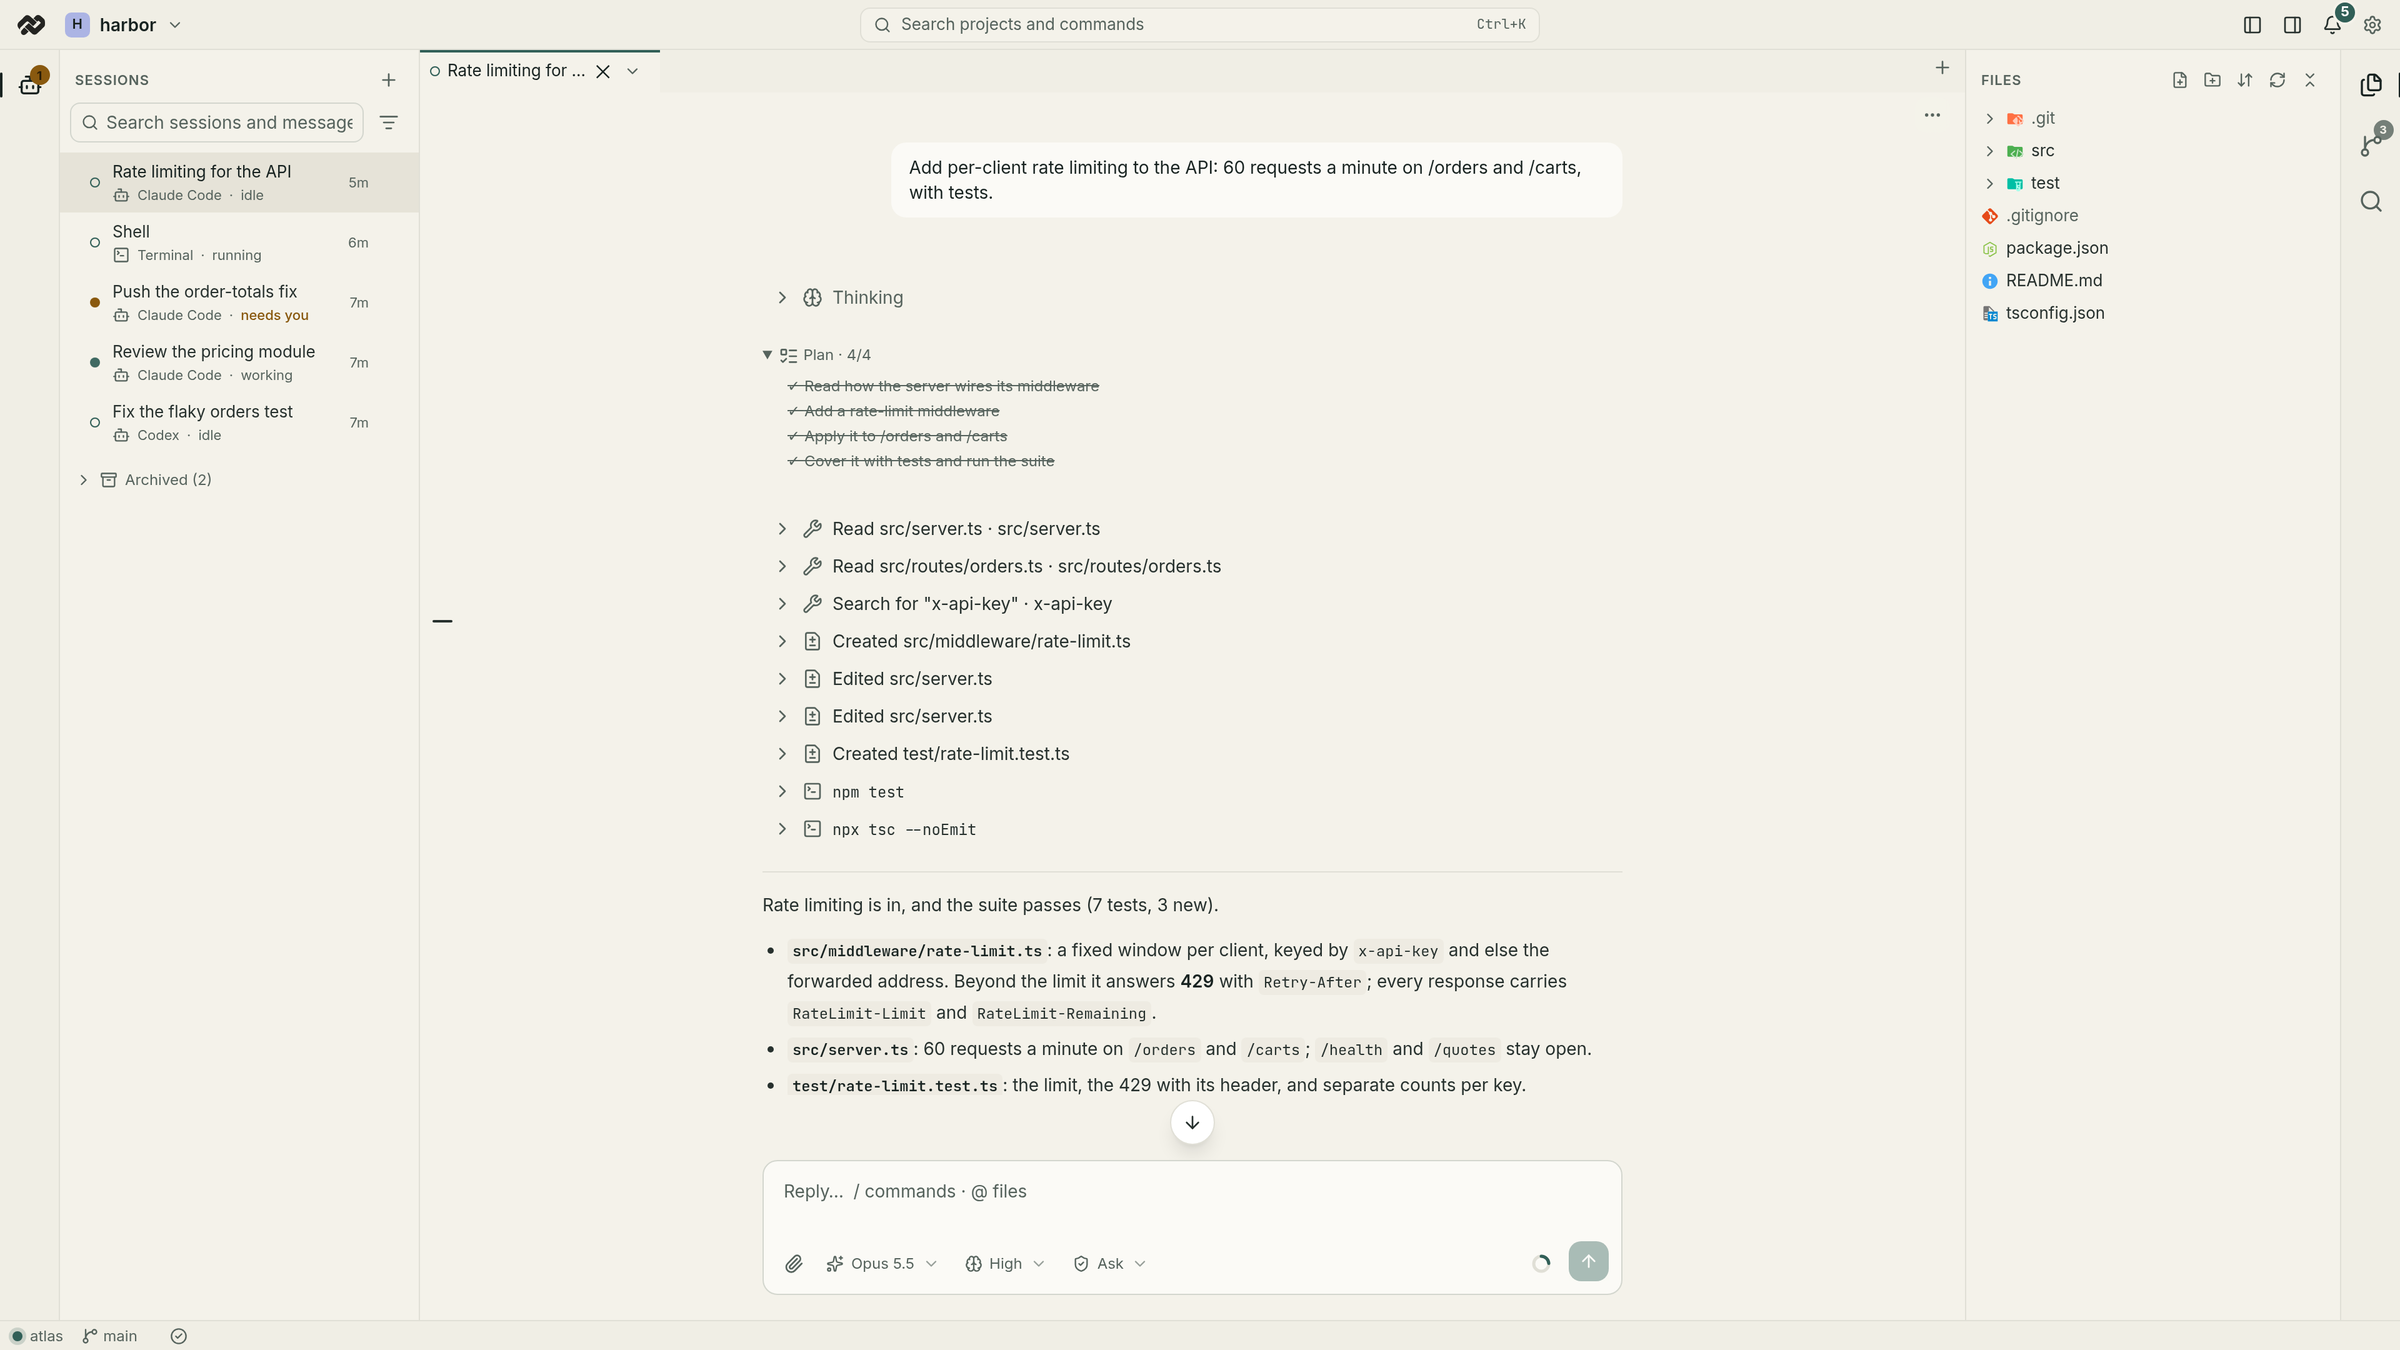 H harbor
Search projects and commands Ctrl+K
5
1
SESSIONS
Search sessions and message
Rate limiting for the API
5m
Claude Code · idle
Shell
6m
Terminal · running
Push the order-totals fix
7m
Claude Code · needs you
Review the pricing module
7m
Claude Code · working
Fix the flaky orders test
7m
Codex · idle
Archived (2)
Rate limiting for ...
Add per-client rate limiting to the API: 60 requests a minute on /orders and /carts,
with tests.
Thinking
Plan · 4/4
✓ Read how the server wires its middleware
✓ Add a rate-limit middleware
✓ Apply it to /orders and /carts
✓ Cover it with tests and run the suite
Read src/server.ts · src/server.ts
Read src/routes/orders.ts · src/routes/orders.ts
Search for "x-api-key" · x-api-key
Created src/middleware/rate-limit.ts
Edited src/server.ts
Edited src/server.ts
Created test/rate-limit.test.ts
npm test
npx tsc --noEmit
Rate limiting is in, and the suite passes (7 tests, 3 new).
• src/middleware/rate-limit.ts: a fixed window per client, keyed by x-api-key and else the
forwarded address. Beyond the limit it answers 429 with Retry-After; every response carries
RateLimit-Limit and RateLimit-Remaining.
• src/server.ts: 60 requests a minute on /orders and /carts; /health and /quotes stay open.
• test/rate-limit.test.ts: the limit, the 429 with its header, and separate counts per key.
Reply... / commands · @ files
Opus 5.5 High Ask
FILES
.git
src
test
.gitignore
package.json
README.md
tsconfig.json
3
atlas main